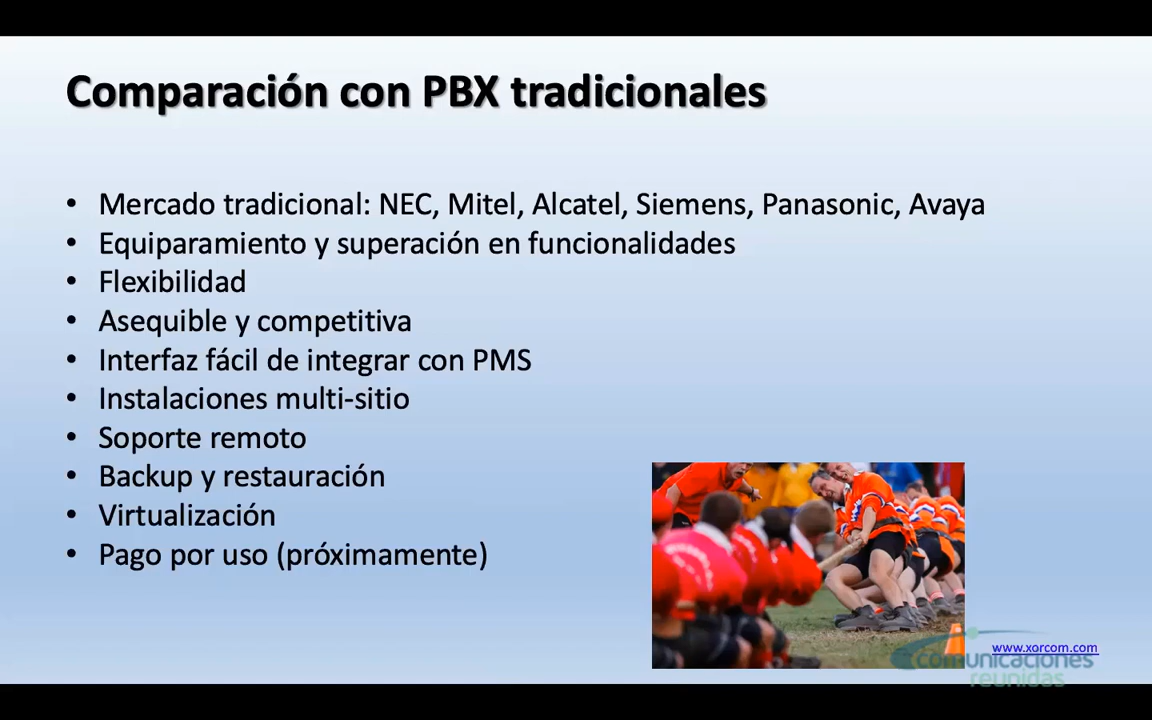 Comparación con PBX tradicionales
• Mercado tradicional: NEC, Mitel, Alcatel, Siemens, Panasonic, Avaya
• Equiparamiento y superación en funcionalidades
• Flexibilidad
• Asequible y competitiva
• Interfaz fácil de integrar con PMS
• Instalaciones multi-sitio
• Soporte remoto
• Backup y restauración
• Virtualización
• Pago por uso (próximamente)
www.xorcom.com
comunicaciones
reunidas